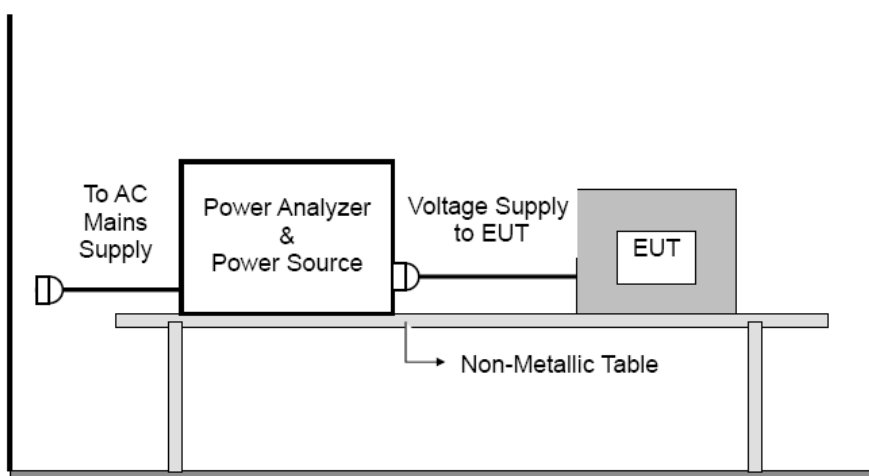 To AC
Mains
Supply
Power Analyzer
&
Power Source
Voltage Supply
to EUT
EUT
Non-Metallic Table